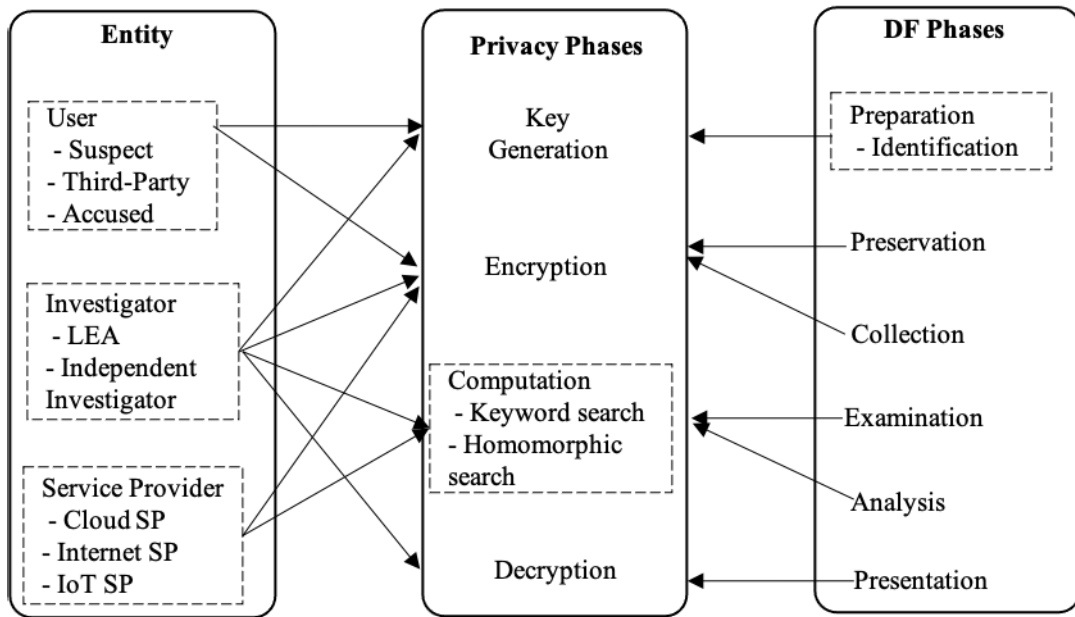 Entity
User
- Suspect
- Third-Party
- Accused
Investigator
- LEA
- Independent
Investigator
Service Provider
- Cloud SP
- Internet SP
- IoT SP
Privacy Phases
Key
Generation
Encryption
Computation
- Keyword search
- Homomorphic
search
Decryption
DF Phases
Preparation
- Identification
Preservation
Collection
Examination
Analysis
Presentation